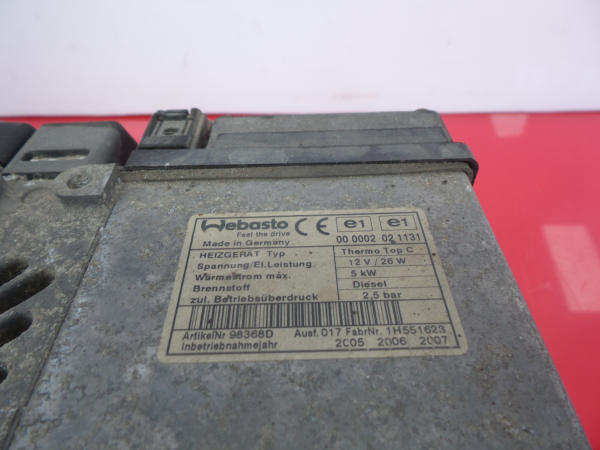 Webasto
Feel the drive
Made in Germany
CE e1 e1
00 0002 02 1131
HEIZGERÄT Typ Thermo Top C
Spannung/El.Leistung 12 V / 26 W
Wärmestrom máx. 5 kW
Brennstoff Diesel
zul. Betriebsüberdruck 2,5 bar
ArtikelNr 98368D Ausf. 017 FabrNr. 1H551623
Inbetriebnahmejahr 2005 2006 2007